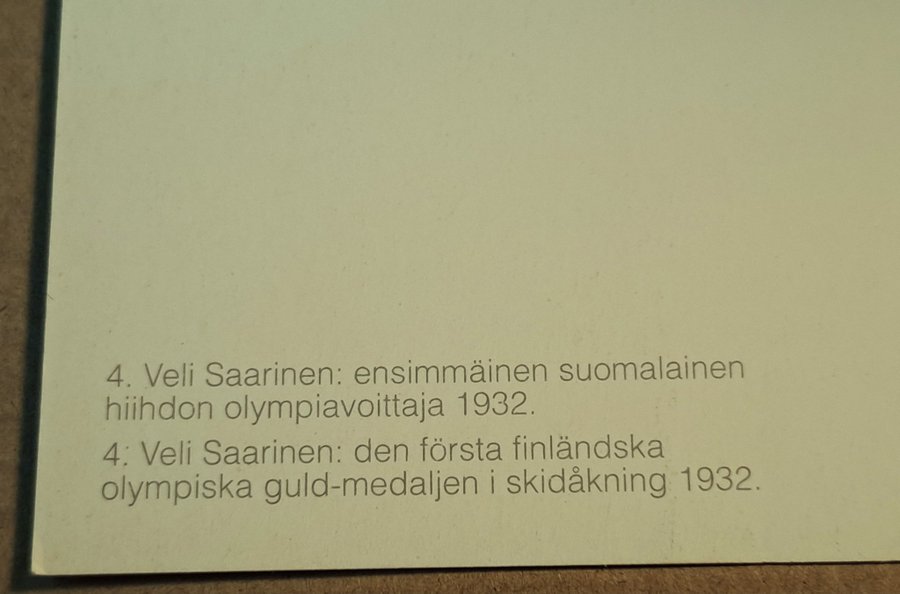 4. Veli Saarinen: ensimmäinen suomalainen
hiihdon olympiavoittaja 1932.
4. Veli Saarinen: den första finländska
olympiska guld-medaljen i skidåkning 1932.